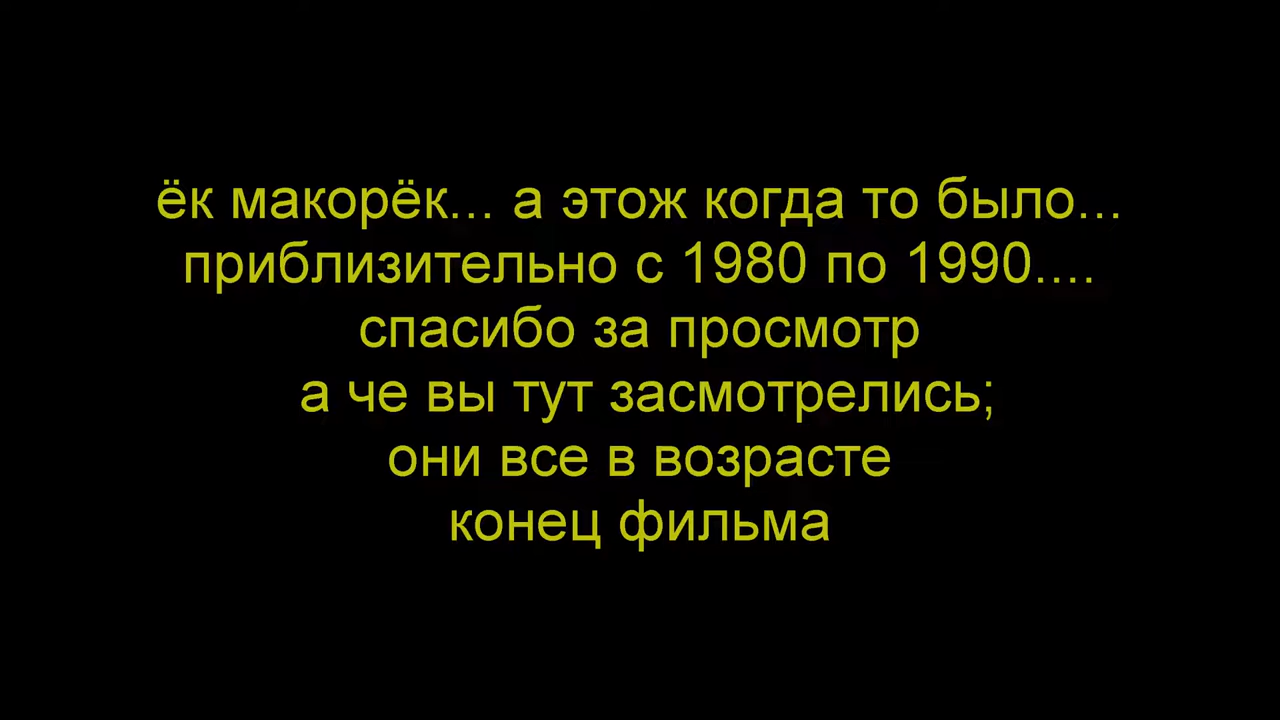 ёк макорёк... а этож когда то было...
приблизительно с 1980 по 1990....
спасибо за просмотр
а че вы тут засмотрелись;
они все в возрасте
конец фильма